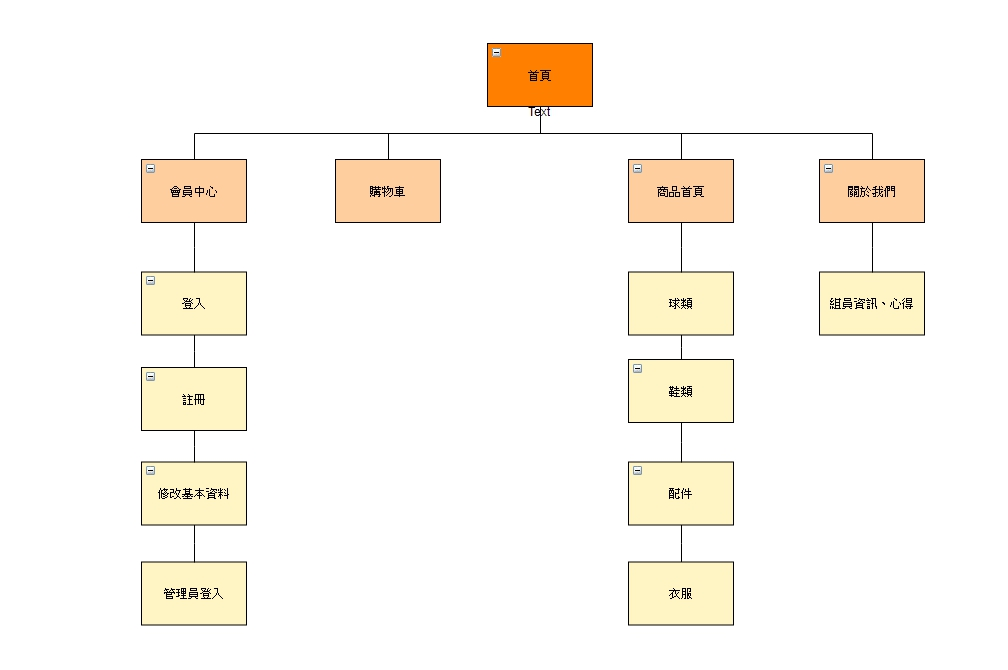 首頁
Text
會員中心
購物車
商品首頁
關於我們
登入
球類
組員資訊、心得
註冊
鞋類
修改基本資料
配件
管理員登入
衣服